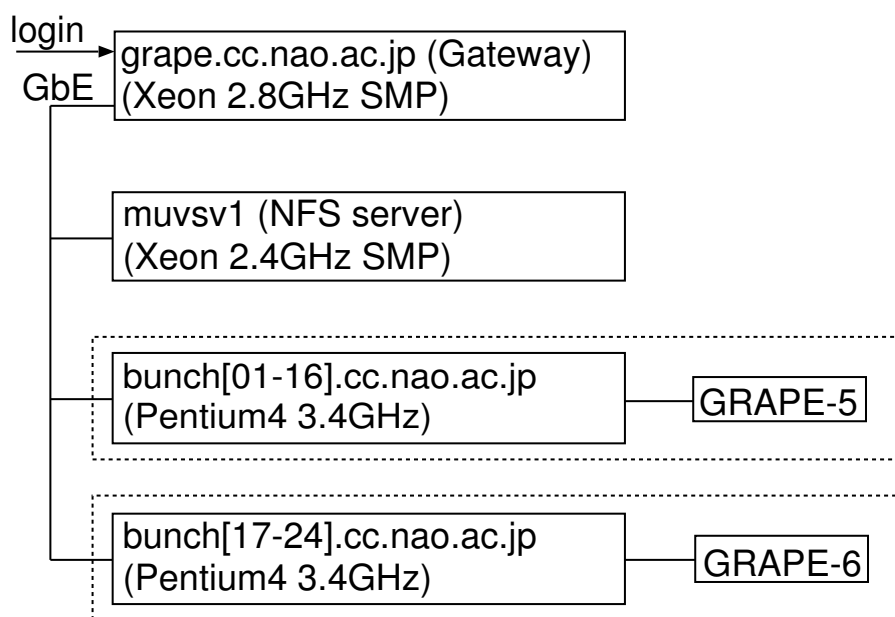 login
grape.cc.nao.ac.jp (Gateway)
GbE
(Xeon 2.8GHz SMP)
muvsv1 (NFS server)
(Xeon 2.4GHz SMP)
bunch[01-16].cc.nao.ac.jp
(Pentium4 3.4GHz)
GRAPE-5
bunch[17-24].cc.nao.ac.jp
(Pentium4 3.4GHz)
GRAPE-6